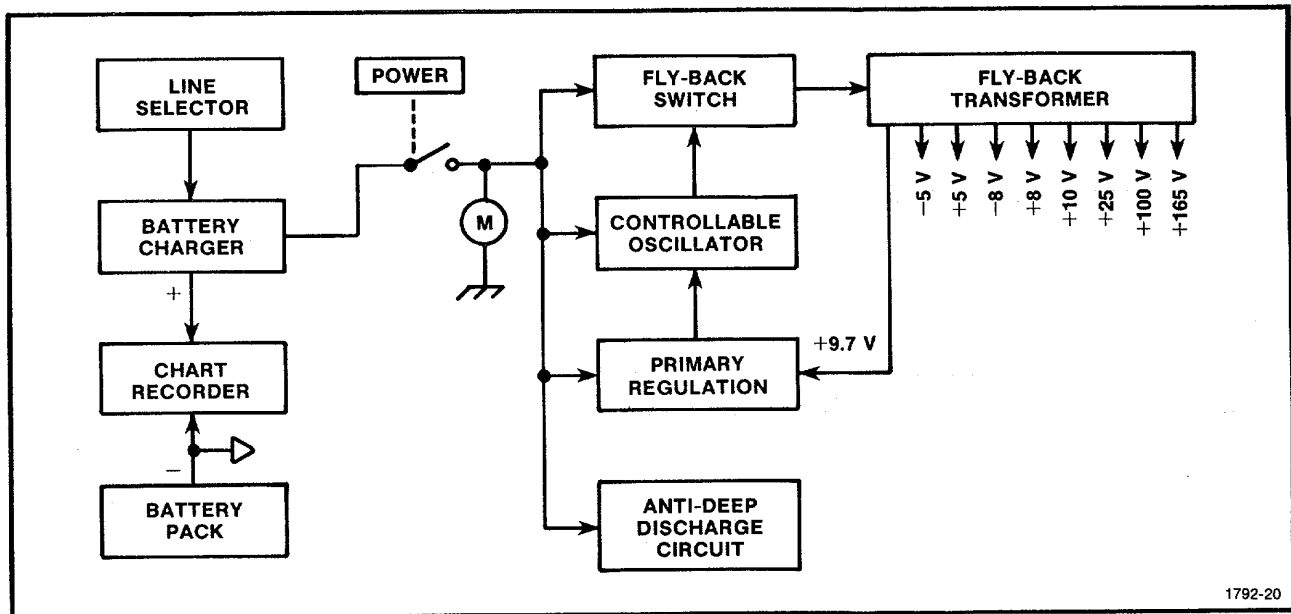 LINE
SELECTOR
POWER
FLY-BACK
SWITCH
FLY-BACK
TRANSFORMER
−5 V
+5 V
−8 V
+8 V
+10 V
+25 V
+100 V
+165 V
BATTERY
CHARGER
M
CONTROLLABLE
OSCILLATOR
+
CHART
RECORDER
PRIMARY
REGULATION
+9.7 V
−
BATTERY
PACK
ANTI-DEEP
DISCHARGE
CIRCUIT
1792-20